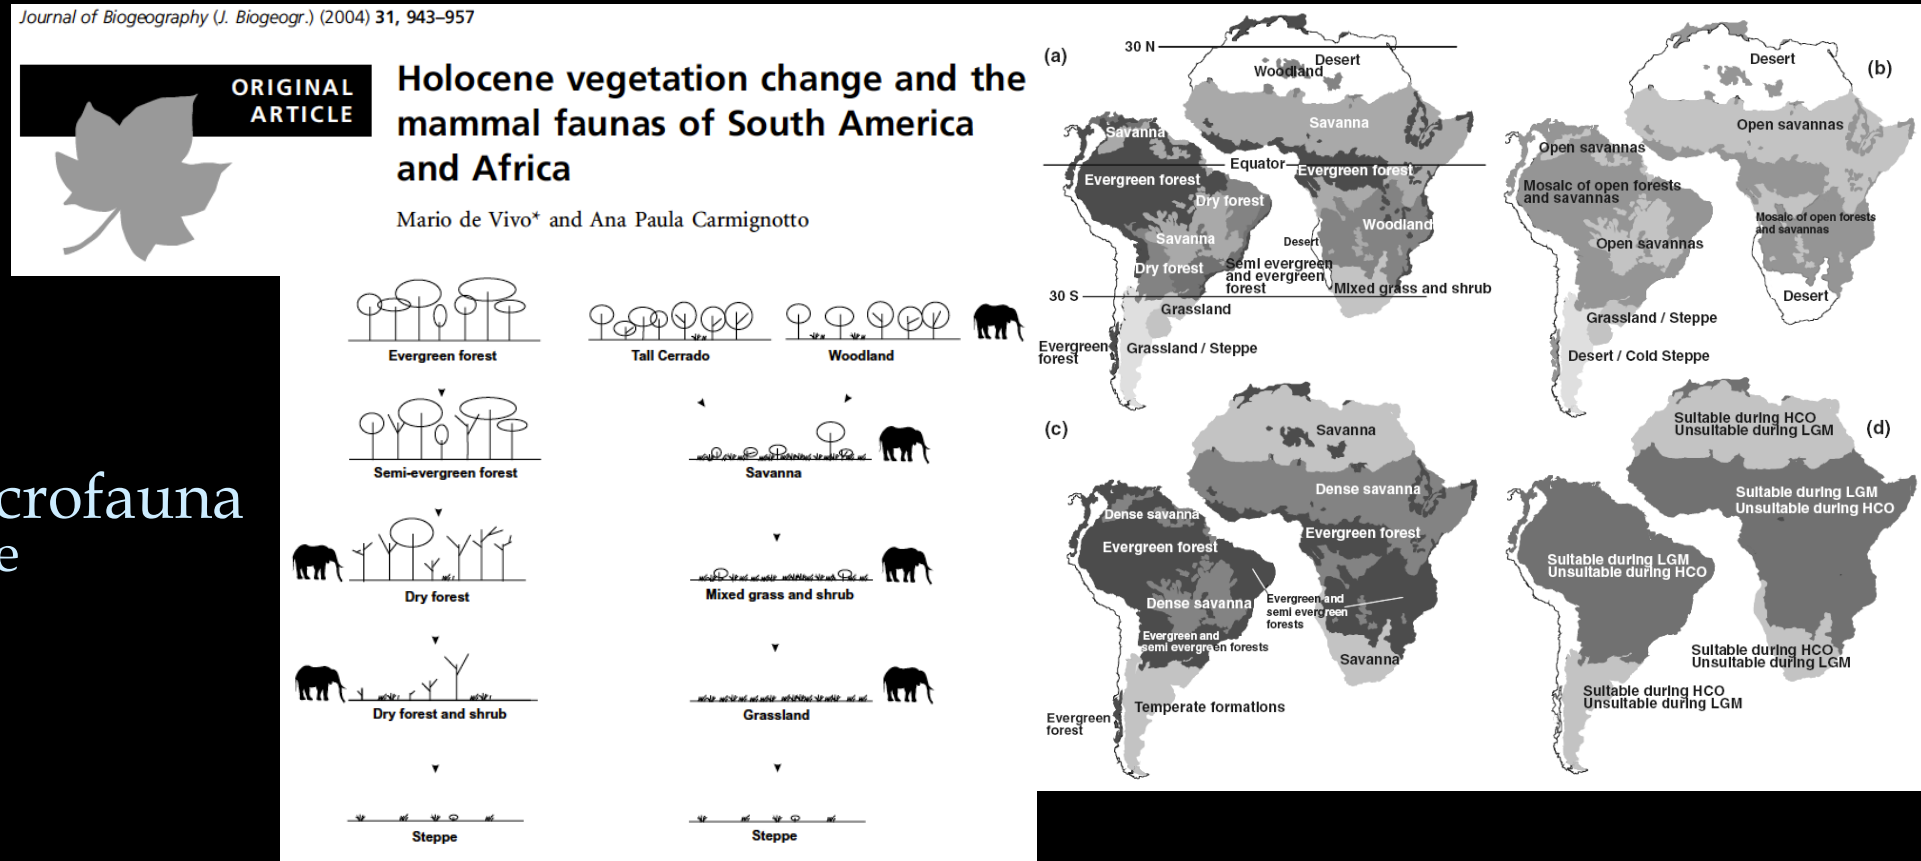 Journal of Biogeography (J. Biogeogr.) (2004) 31, 943–957
ORIGINAL
ARTICLE
Holocene vegetation change and the
mammal faunas of South America
and Africa
Mario de Vivo* and Ana Paula Carmignotto
crofauna
e
Evergreen forest
Tall Cerrado
Woodland
Semi-evergreen forest
Savanna
Dry forest
Mixed grass and shrub
Dry forest and shrub
Grassland
Steppe
Steppe
(a)
30 N
Desert
Woodland
Savanna
Savanna
Equator
Evergreen forest
Evergreen forest
Dry forest
Woodland
Savanna
Desert
Dry forest
Semi evergreen
and evergreen
forest
Mixed grass and shrub
30 S
Grassland
Evergreen
forest
Grassland / Steppe
(b)
Desert
Open savannas
Open savannas
Mosaic of open forests
and savannas
Mosaic of open forests
and savannas
Open savannas
Desert
Grassland / Steppe
Desert / Cold Steppe
(c)
Savanna
Dense savanna
Dense savanna
Evergreen forest
Evergreen forest
Dense savanna
Evergreen and
semi evergreen
forests
Evergreen and
semi evergreen forests
Savanna
Temperate formations
Evergreen
forest
(d)
Suitable during HCO
Unsultable during LGM
Suitable during LGM
Unsuitable during HCO
Suitable during LGM
Unsuitable during HCO
Suitable during HCO
Unsuitable during LGM
Suitable during HCO
Unsuitable during LGM